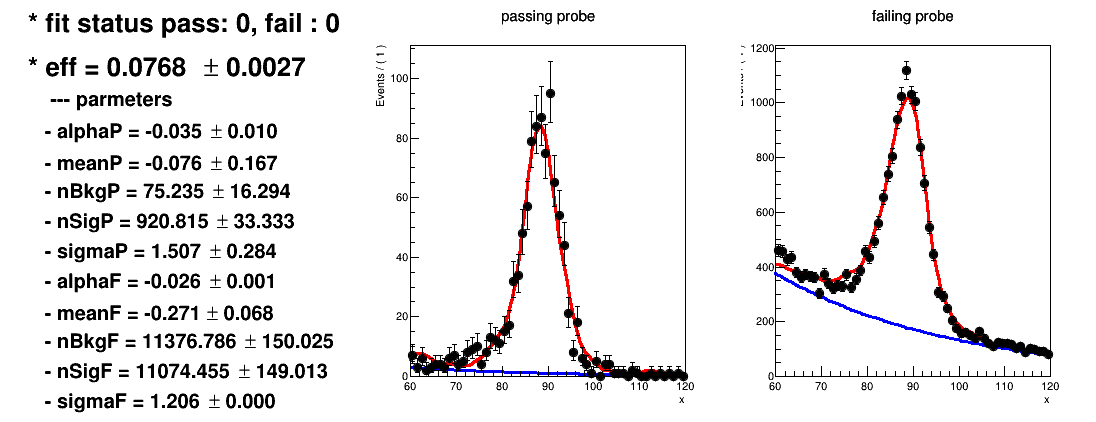 * fit status pass: 0, fail : 0
* eff = 0.0768 ± 0.0027
--- parmeters
- alphaP = -0.035 ± 0.010
- meanP = -0.076 ± 0.167
- nBkgP = 75.235 ± 16.294
- nSigP = 920.815 ± 33.333
- sigmaP = 1.507 ± 0.284
- alphaF = -0.026 ± 0.001
- meanF = -0.271 ± 0.068
- nBkgF = 11376.786 ± 150.025
- nSigF = 11074.455 ± 149.013
- sigmaF = 1.206 ± 0.000
passing probe
Events / ( 1 )
100
80
60
40
20
0
60 70 80 90 100 110 120
x
failing probe
1200
1000
800
600
400
200
0
60 70 80 90 100 110 120
x